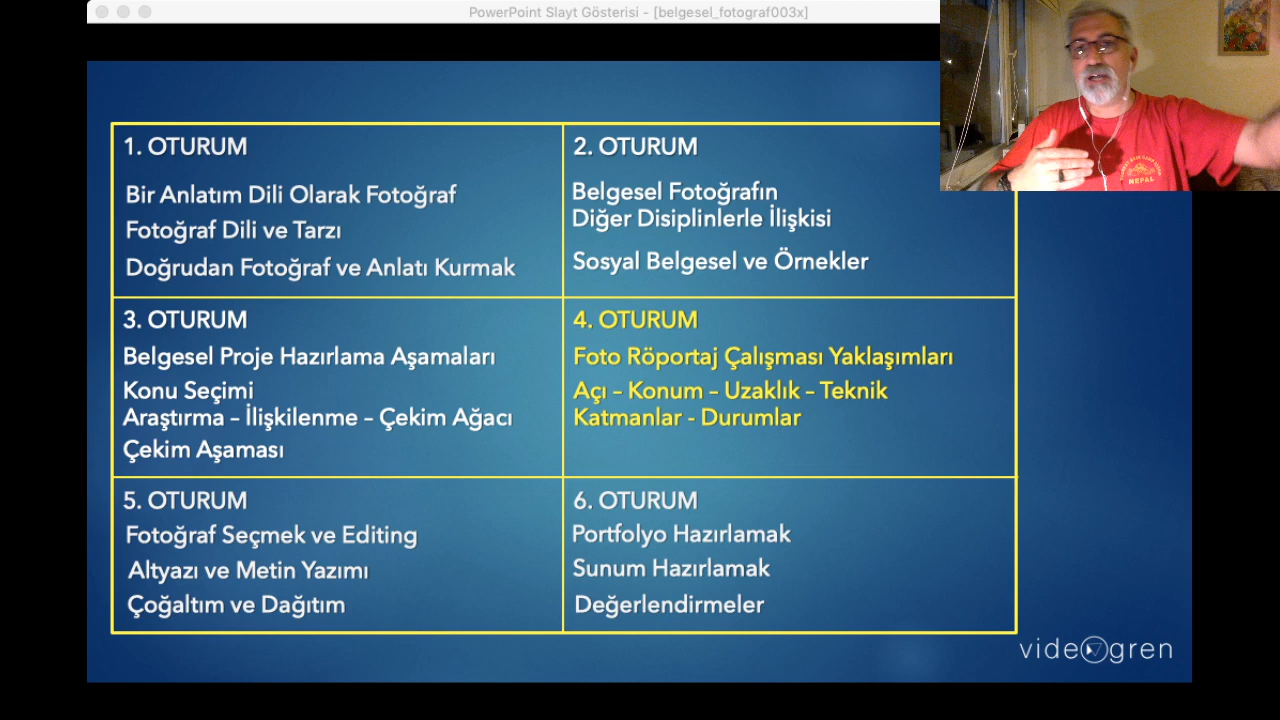 PowerPoint Slayt Gösterisi - [belgesel_fotograf003x]
1. OTURUM
Bir Anlatım Dili Olarak Fotoğraf
Fotoğraf Dili ve Tarzı
Doğrudan Fotoğraf ve Anlatı Kurmak
2. OTURUM
Belgesel Fotoğrafın
Diğer Disiplinlerle İlişkisi
Sosyal Belgesel ve Örnekler
3. OTURUM
Belgesel Proje Hazırlama Aşamaları
Konu Seçimi
Araştırma – İlişkilenme – Çekim Ağacı
Çekim Aşaması
4. OTURUM
Foto Röportaj Çalışması Yaklaşımları
Açı – Konum – Uzaklık – Teknik
Katmanlar - Durumlar
5. OTURUM
Fotoğraf Seçmek ve Editing
Altyazı ve Metin Yazımı
Çoğaltım ve Dağıtım
6. OTURUM
Portfolyo Hazırlamak
Sunum Hazırlamak
Değerlendirmeler
videogren
NEPAL